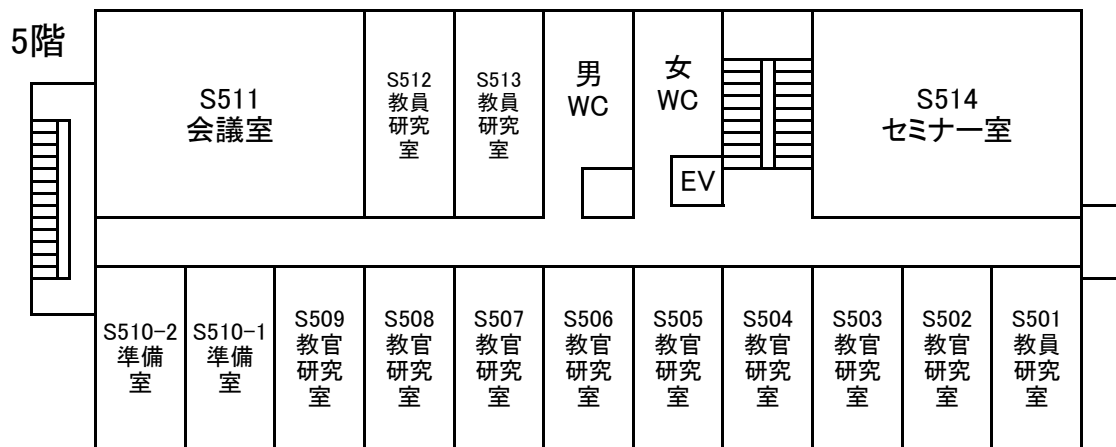 5階
S511
会議室
S512
教員
研究
室
S513
教員
研究
室
男
WC
女
WC
EV
S514
セミナー室
S510-2
準備
室
S510-1
準備
室
S509
教官
研究
室
S508
教官
研究
室
S507
教官
研究
室
S506
教官
研究
室
S505
教官
研究
室
S504
教官
研究
室
S503
教官
研究
室
S502
教官
研究
室
S501
教員
研究
室